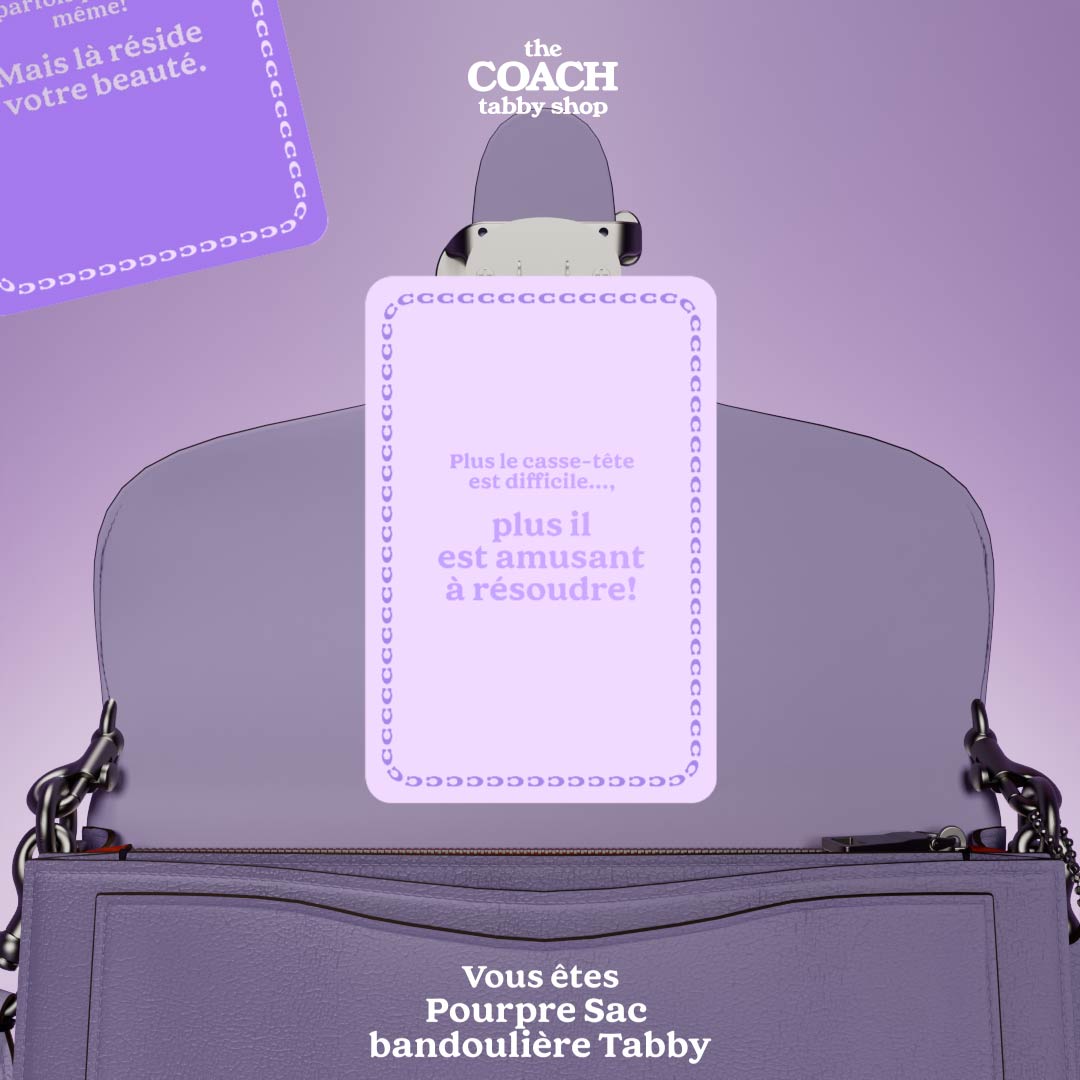 même!
Mais là réside
votre beauté.
the
COACH
tabby shop
Plus le casse-tête
est difficile...,
plus il
est amusant
à résoudre!
Vous êtes
Pourpre Sac
bandoulière Tabby